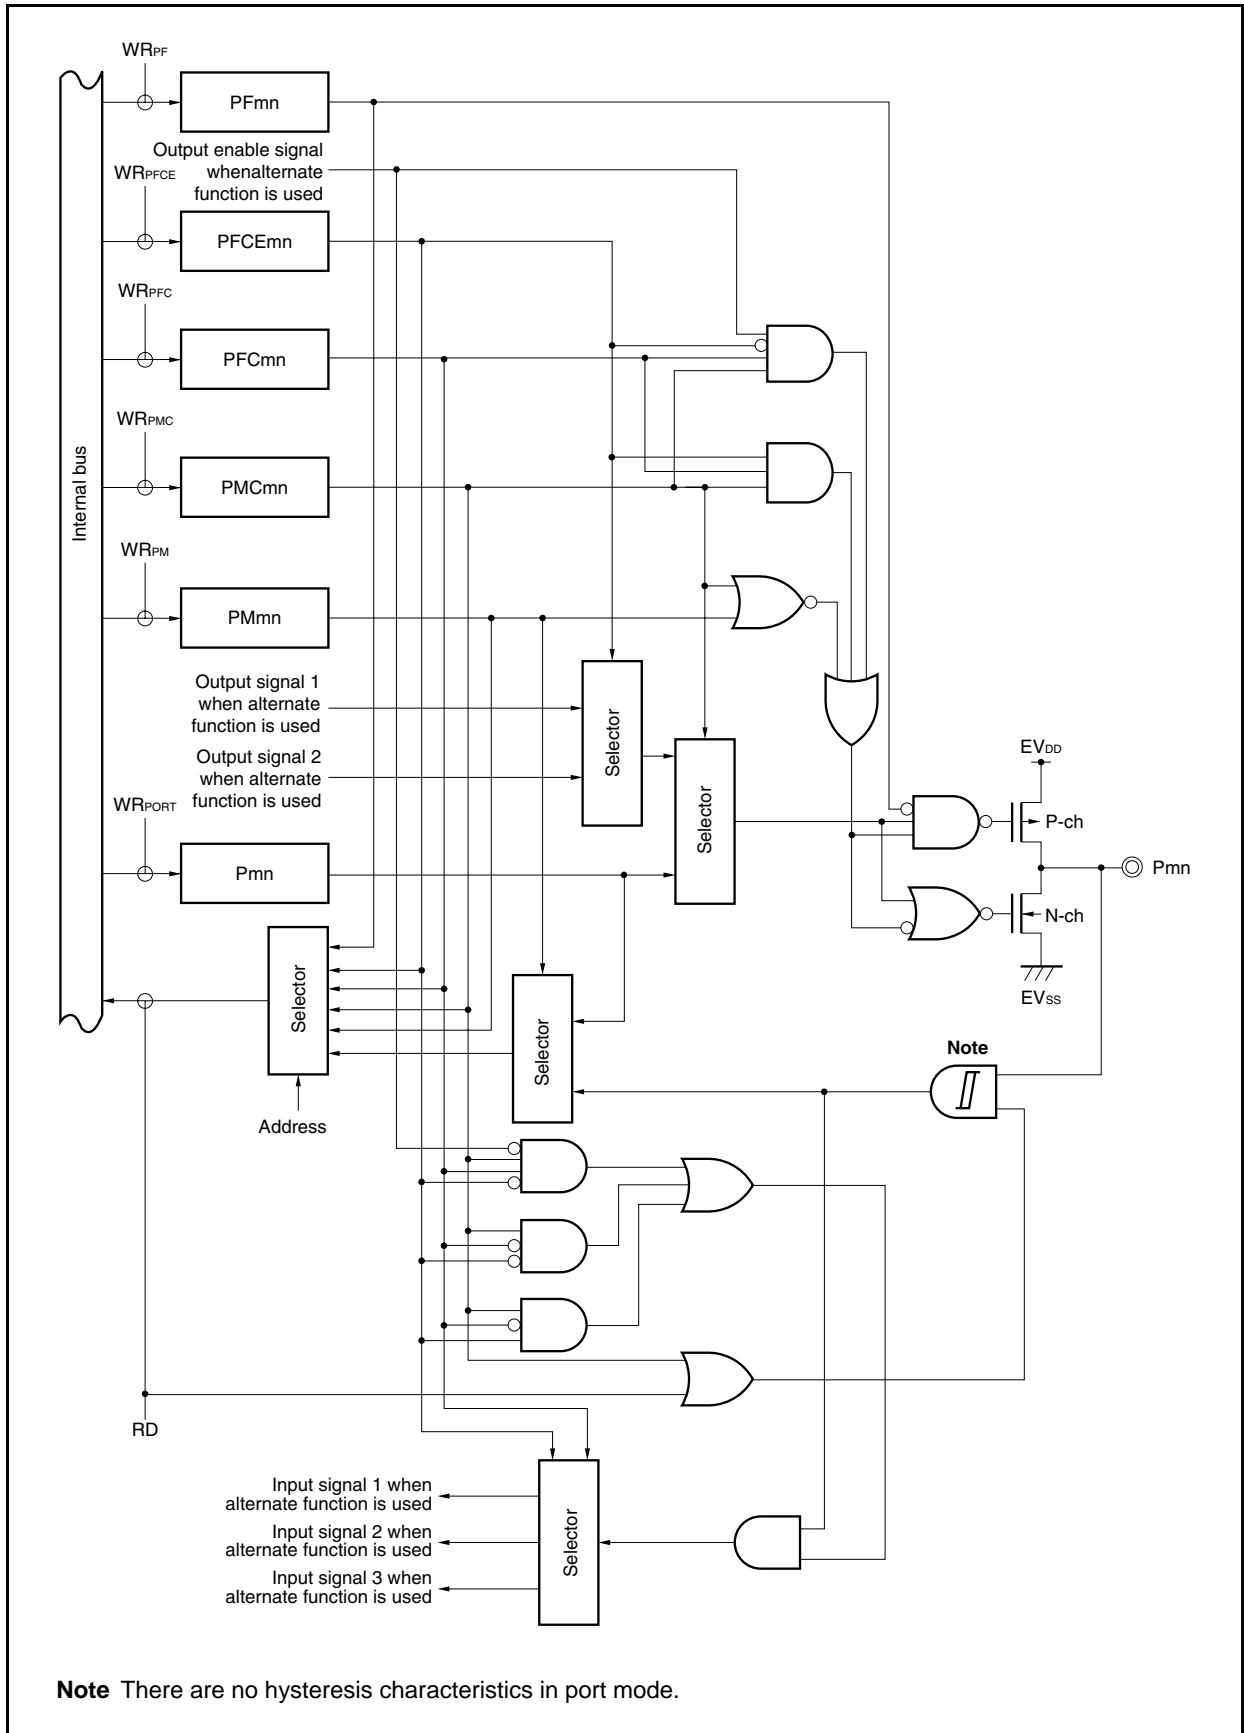 WRPF
PFmn
Output enable signal
whenalternate
function is used
WRPFCE
PFCEmn
WRPFC
PFCmn
WRPMC
PMCmn
Internal bus
WRPM
PMmn
Output signal 1
when alternate
function is used
Output signal 2
when alternate
function is used
Selector
Selector
EVDD
P-ch
WRPORT
Pmn
Pmn
N-ch
EVSS
Selector
Selector
Note
Address
RD
Input signal 1 when
alternate function is used
Input signal 2 when
alternate function is used
Input signal 3 when
alternate function is used
Selector
Note There are no hysteresis characteristics in port mode.